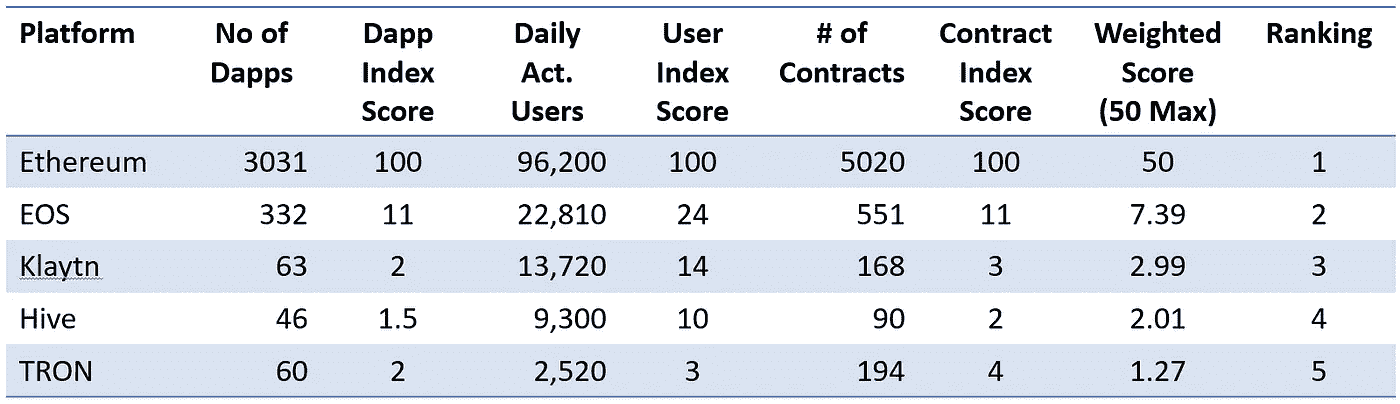 Platform No of Dapps Dapp Index Score Daily Act. Users User Index Score # of Contracts Contract Index Score Weighted Score (50 Max) Ranking
Ethereum 3031 100 96,200 100 5020 100 50 1
EOS 332 11 22,810 24 551 11 7.39 2
Klaytn 63 2 13,720 14 168 3 2.99 3
Hive 46 1.5 9,300 10 90 2 2.01 4
TRON 60 2 2,520 3 194 4 1.27 5